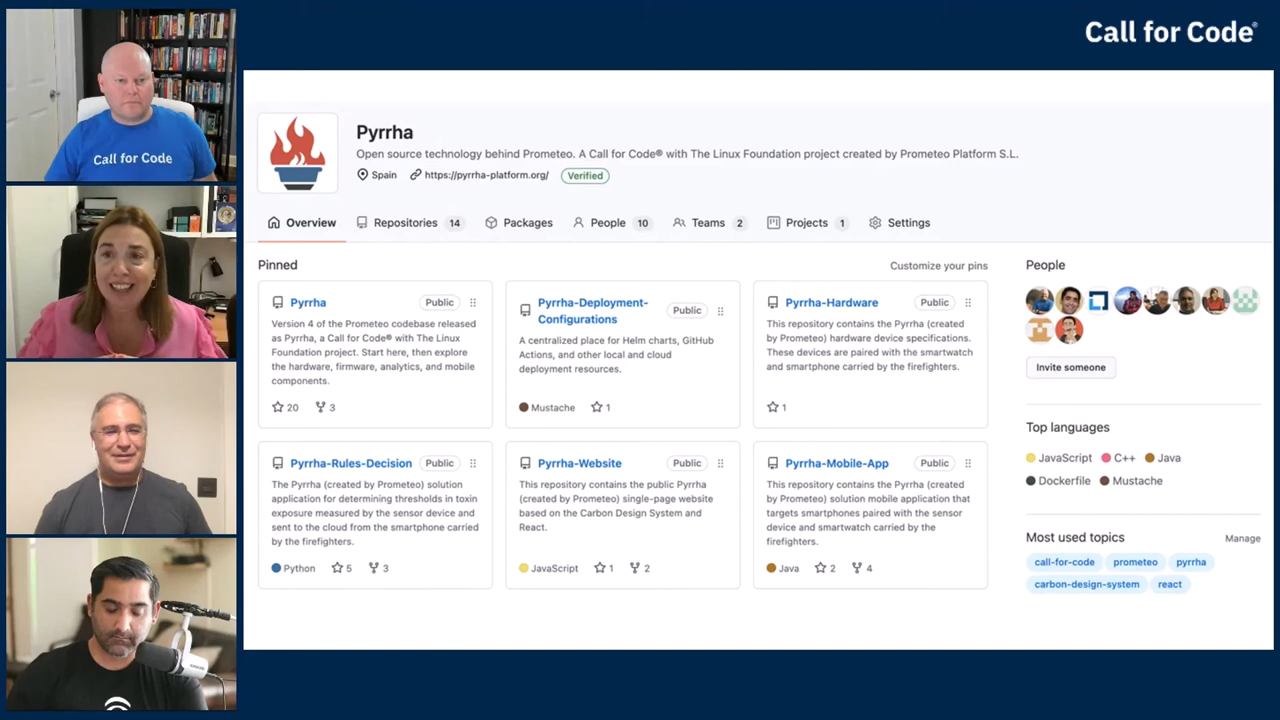 Call for Code®
Call for Code
Pyrrha
Open source technology behind Prometeo. A Call for Code® with The Linux Foundation project created by Prometeo Platform S.L.
Spain https://pyrrha-platform.org/ Verified
Overview Repositories 14 Packages People 10 Teams 2 Projects 1 Settings
Pinned
Customize your pins
Pyrrha Public
Version 4 of the Prometeo codebase released
as Pyrrha, a Call for Code® with The Linux
Foundation project. Start here, then explore
the hardware, firmware, analytics, and mobile
components.
20 3
Pyrrha-Deployment-
Configurations Public
A centralized place for Helm charts, GitHub
Actions, and other local and cloud
deployment resources.
Mustache 1
Pyrrha-Hardware Public
This repository contains the Pyrrha (created
by Prometeo) hardware device specifications.
These devices are paired with the smartwatch
and smartphone carried by the firefighters.
1
Pyrrha-Rules-Decision Public
The Pyrrha (created by Prometeo) solution
application for determining thresholds in toxin
exposure measured by the sensor device and
sent to the cloud from the smartphone carried
by the firefighters.
Python 5 3
Pyrrha-Website Public
This repository contains the public Pyrrha
(created by Prometeo) single-page website
based on the Carbon Design System and
React.
JavaScript 1 2
Pyrrha-Mobile-App Public
This repository contains the Pyrrha (created
by Prometeo) solution mobile application that
targets smartphones paired with the sensor
device and smartwatch carried by the
firefighters.
Java 2 4
People
Invite someone
Top languages
JavaScript C++ Java
Dockerfile Mustache
Most used topics
Manage
call-for-code prometeo pyrrha
carbon-design-system react